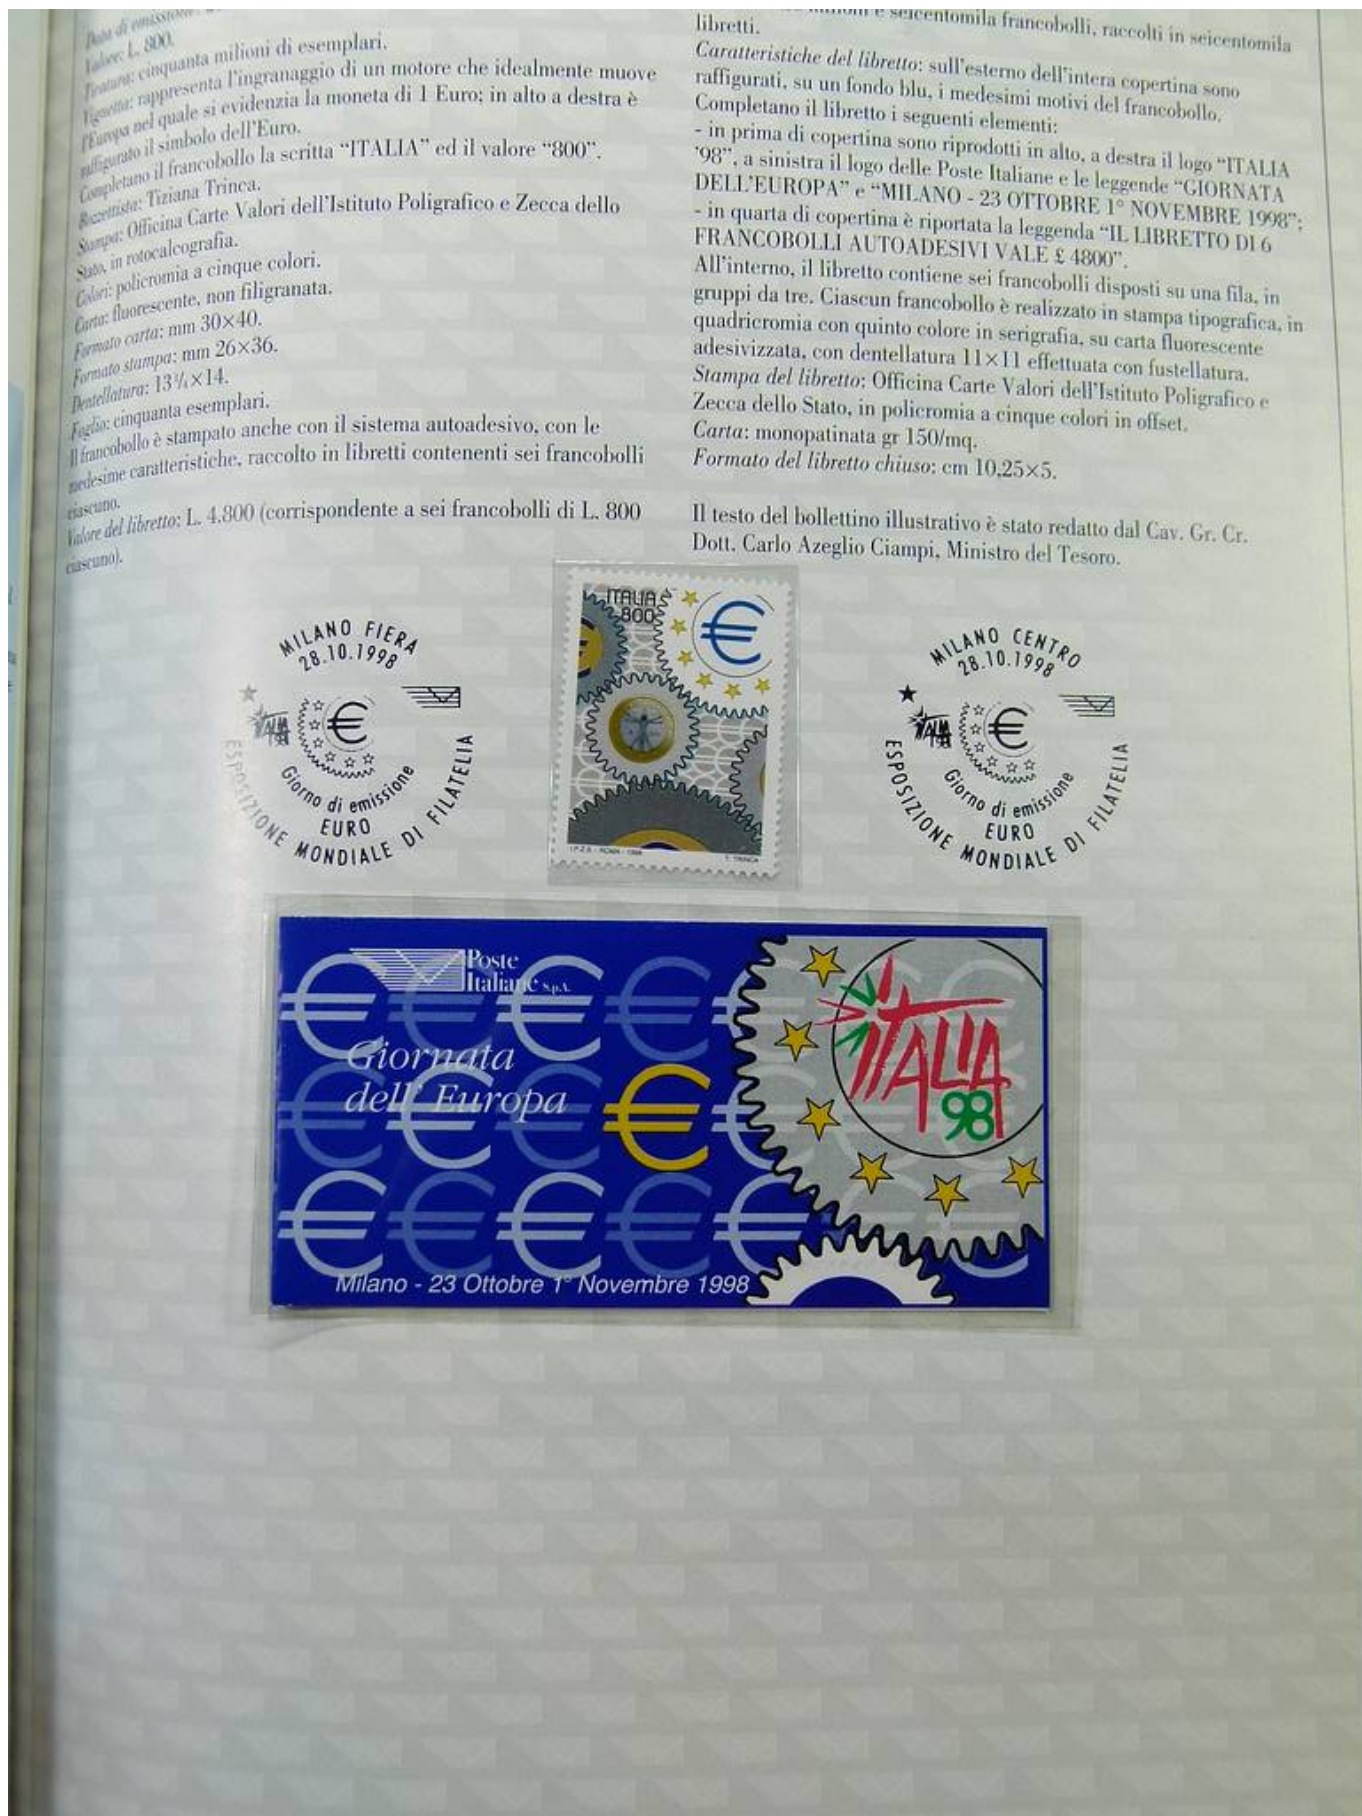 Data di emissione:
Valore: L. 800.
Tiratura: cinquanta milioni di esemplari.
Vignetta: rappresenta l'ingranaggio di un motore che idealmente muove
l'Europa nel quale si evidenzia la moneta di 1 Euro; in alto a destra è
raffigurato il simbolo dell'Euro.
Completano il francobollo la scritta “ITALIA” ed il valore “800”.
Bozzettista: Tiziana Trinca.
Stampa: Officina Carte Valori dell'Istituto Poligrafico e Zecca dello
Stato, in rotocalcografia.
Colori: policromia a cinque colori.
Carta: fluorescente, non filigranata.
Formato carta: mm 30×40.
Formato stampa: mm 26×36.
Dentellatura: 13¼×14.
Foglio: cinquanta esemplari.
Il francobollo è stampato anche con il sistema autoadesivo, con le
medesime caratteristiche, raccolto in libretti contenenti sei francobolli
ciascuno.
Valore del libretto: L. 4.800 (corrispondente a sei francobolli di L. 800
ciascuno).
e seicentomila francobolli, raccolti in seicentomila
libretti.
Caratteristiche del libretto: sull'esterno dell'intera copertina sono
raffigurati, su un fondo blu, i medesimi motivi del francobollo.
Completano il libretto i seguenti elementi:
- in prima di copertina sono riprodotti in alto, a destra il logo “ITALIA
'98”, a sinistra il logo delle Poste Italiane e le leggende “GIORNATA
DELL'EUROPA” e “MILANO - 23 OTTOBRE 1° NOVEMBRE 1998”;
- in quarta di copertina è riportata la leggenda “IL LIBRETTO DI 6
FRANCOBOLLI AUTOADESIVI VALE £ 4800”.
All'interno, il libretto contiene sei francobolli disposti su una fila, in
gruppi da tre. Ciascun francobollo è realizzato in stampa tipografica, in
quadricromia con quinto colore in serigrafia, su carta fluorescente
adesivizzata, con dentellatura 11×11 effettuata con fustellatura.
Stampa del libretto: Officina Carte Valori dell'Istituto Poligrafico e
Zecca dello Stato, in policromia a cinque colori in offset.
Carta: monopatinata gr 150/mq.
Formato del libretto chiuso: cm 10,25×5.
Il testo del bollettino illustrativo è stato redatto dal Cav. Gr. Cr.
Dott. Carlo Azeglio Ciampi, Ministro del Tesoro.
MILANO FIERA
28.10.1998
ITALIA 98
€
Giorno di emissione
EURO
ESPOSIZIONE MONDIALE DI FILATELIA
ITALIA
800
€
I.P.Z.S. - ROMA - 1998
T. TRINCA
MILANO CENTRO
28.10.1998
ITALIA 98
€
Giorno di emissione
EURO
ESPOSIZIONE MONDIALE DI FILATELIA
Poste
Italiane S.p.A.
Giornata
dell' Europa
€
ITALIA
98
Milano - 23 Ottobre 1° Novembre 1998